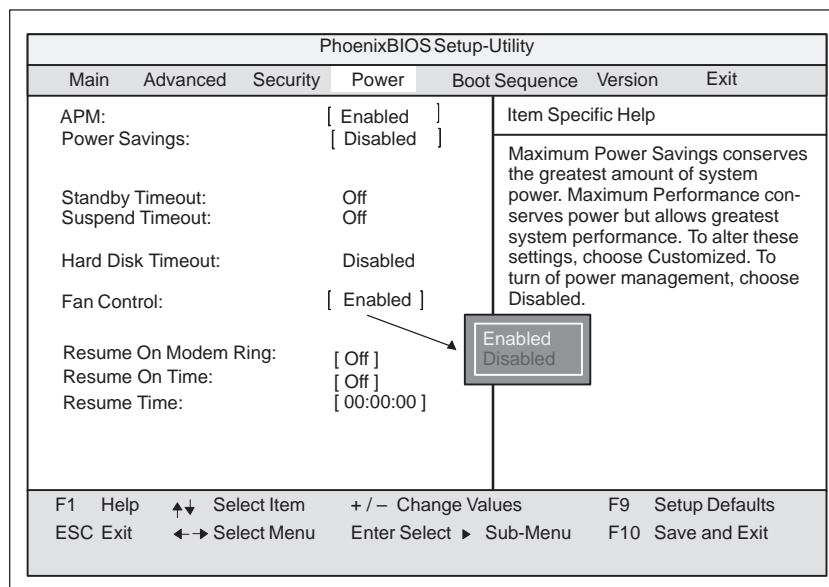 PhoenixBIOS Setup-Utility
Main Advanced Security Power Boot Sequence Version Exit
APM: [ Enabled ]
Power Savings: [ Disabled ]
Standby Timeout: Off
Suspend Timeout: Off
Hard Disk Timeout: Disabled
Fan Control: [ Enabled ]
Resume On Modem Ring: [ Off ]
Resume On Time: [ Off ]
Resume Time: [ 00:00:00 ]
Item Specific Help
Maximum Power Savings conserves
the greatest amount of system
power. Maximum Performance con-
serves power but allows greatest
system performance. To alter these
settings, choose Customized. To
turn of power management, choose
Disabled.
Enabled
Disabled
F1 Help Select Item + / – Change Values F9 Setup Defaults
ESC Exit Select Menu Enter Select Sub-Menu F10 Save and Exit